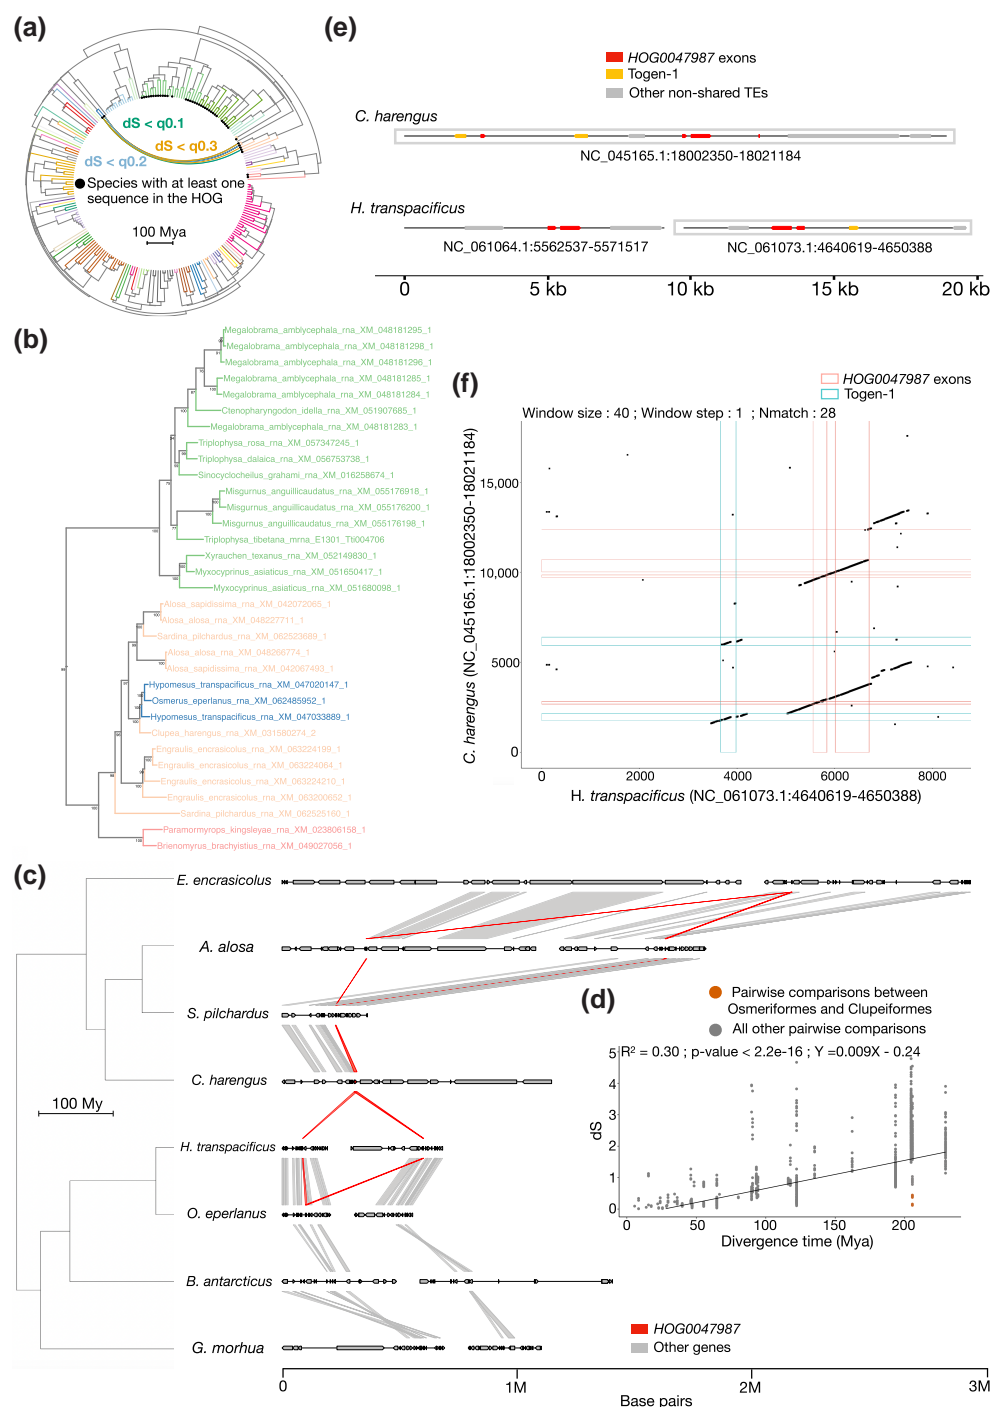 (a)
dS < q0.1
dS < q0.3
dS < q0.2
Species with at least one
sequence in the HOG
100 Mya
(e)
HOG0047987 exons
Togen-1
Other non-shared TEs
C. harengus
NC_045165.1:18002350-18021184
H. transpacificus
NC_061064.1:5562537-5571517
NC_061073.1:4640619-4650388
0 5 kb 10 kb 15 kb 20 kb
(b)
Megalobrama_amblycephala_rna_XM_048181295_1
Megalobrama_amblycephala_rna_XM_048181298_1
Megalobrama_amblycephala_rna_XM_048181296_1
Megalobrama_amblycephala_rna_XM_048181285_1
Megalobrama_amblycephala_rna_XM_048181284_1
Ctenopharyngodon_idella_rna_XM_051907685_1
Megalobrama_amblycephala_rna_XM_048181283_1
Triplophysa_rosa_rna_XM_057347245_1
Triplophysa_dalaica_rna_XM_056753738_1
Sinocyclocheilus_grahami_rna_XM_016258674_1
Misgurnus_anguillicaudatus_rna_XM_055176918_1
Misgurnus_anguillicaudatus_rna_XM_055176200_1
Misgurnus_anguillicaudatus_rna_XM_055176198_1
Triplophysa_tibetana_mrna_E1301_Tti004706
Xyrauchen_texanus_rna_XM_052149830_1
Myxocyprinus_asiaticus_rna_XM_051650417_1
Myxocyprinus_asiaticus_rna_XM_051680098_1
Alosa_sapidissima_rna_XM_042072065_1
Alosa_alosa_rna_XM_048227711_1
Sardina_pilchardus_rna_XM_062523689_1
Alosa_alosa_rna_XM_048266774_1
Alosa_sapidissima_rna_XM_042067493_1
Hypomesus_transpacificus_rna_XM_047020147_1
Osmerus_eperlanus_rna_XM_062485952_1
Hypomesus_transpacificus_rna_XM_047033889_1
Clupea_harengus_rna_XM_031580274_2
Engraulis_encrasicolus_rna_XM_063224199_1
Engraulis_encrasicolus_rna_XM_063224084_1
Engraulis_encrasicolus_rna_XM_063224210_1
Engraulis_encrasicolus_rna_XM_063200652_1
Sardina_pilchardus_rna_XM_062525160_1
Paramormyrops_kingsleyae_rna_XM_023806158_1
Brienomyrus_brachyistius_rna_XM_049027056_1
(f)
HOG0047987 exons
Togen-1
Window size : 40 ; Window step : 1 ; Nmatch : 28
C. harengus (NC_045165.1:18002350-18021184)
15,000
10,000
5000
0
0 2000 4000 6000 8000
H. transpacificus (NC_061073.1:4640619-4650388)
(c)
E. encrasicolus
A. alosa
S. pilchardus
C. harengus
100 My
H. transpacificus
O. eperlanus
B. antarcticus
G. morhua
HOG0047987
Other genes
0 1M 2M 3M
Base pairs
(d)
Pairwise comparisons between
Osmeriformes and Clupeiformes
All other pairwise comparisons
R² = 0.30 ; p-value < 2.2e-16 ; Y =0.009X - 0.24
dS
5
4
3
2
1
0
0 50 100 150 200
Divergence time (Mya)